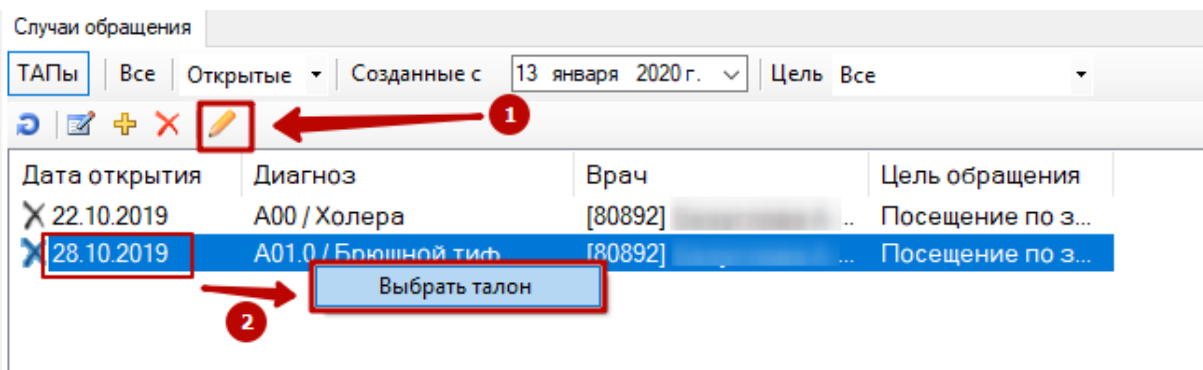 Случаи обращения
ТАПы Все Открытые Созданные с 13 января 2020 г. Цель Все
1
Дата открытия Диагноз Врач Цель обращения
22.10.2019 A00 / Холера [80892] ... Посещение по з...
28.10.2019 A01.0 / Брюшной тиф [80892] ... Посещение по з...
Выбрать талон
2